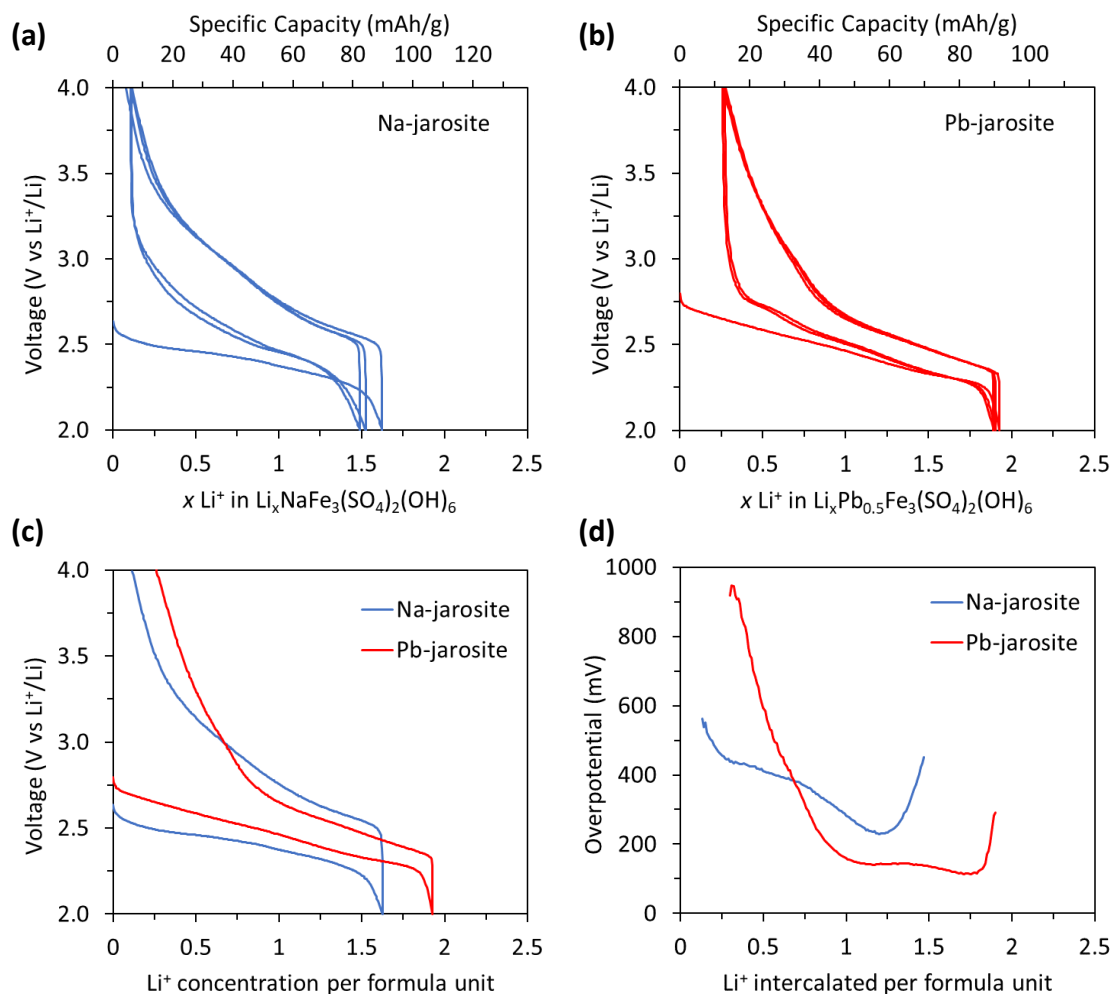 (a)
Specific Capacity (mAh/g)
0 20 40 60 80 100 120
4.0
3.5
3.0
2.5
2.0
Voltage (V vs Li⁺/Li)
Na-jarosite
0 0.5 1 1.5 2 2.5
x Li⁺ in LiₓNaFe₃(SO₄)₂(OH)₆
(b)
Specific Capacity (mAh/g)
0 10 30 50 70 90 110
4.0
3.5
3.0
2.5
2.0
Voltage (V vs Li⁺/Li)
Pb-jarosite
0 0.5 1 1.5 2 2.5
x Li⁺ in LiₓPb₀.₅Fe₃(SO₄)₂(OH)₆
(c)
4.0
3.5
3.0
2.5
2.0
Voltage (V vs Li⁺/Li)
Na-jarosite
Pb-jarosite
0 0.5 1 1.5 2 2.5
Li⁺ concentration per formula unit
(d)
1000
800
600
400
200
0
Overpotential (mV)
Na-jarosite
Pb-jarosite
0 0.5 1 1.5 2 2.5
Li⁺ intercalated per formula unit